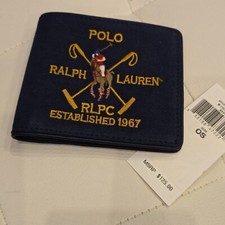 POLO
RALPH LAUREN
RLPC
ESTABLISHED 1967
OS
MSRP: $125.00